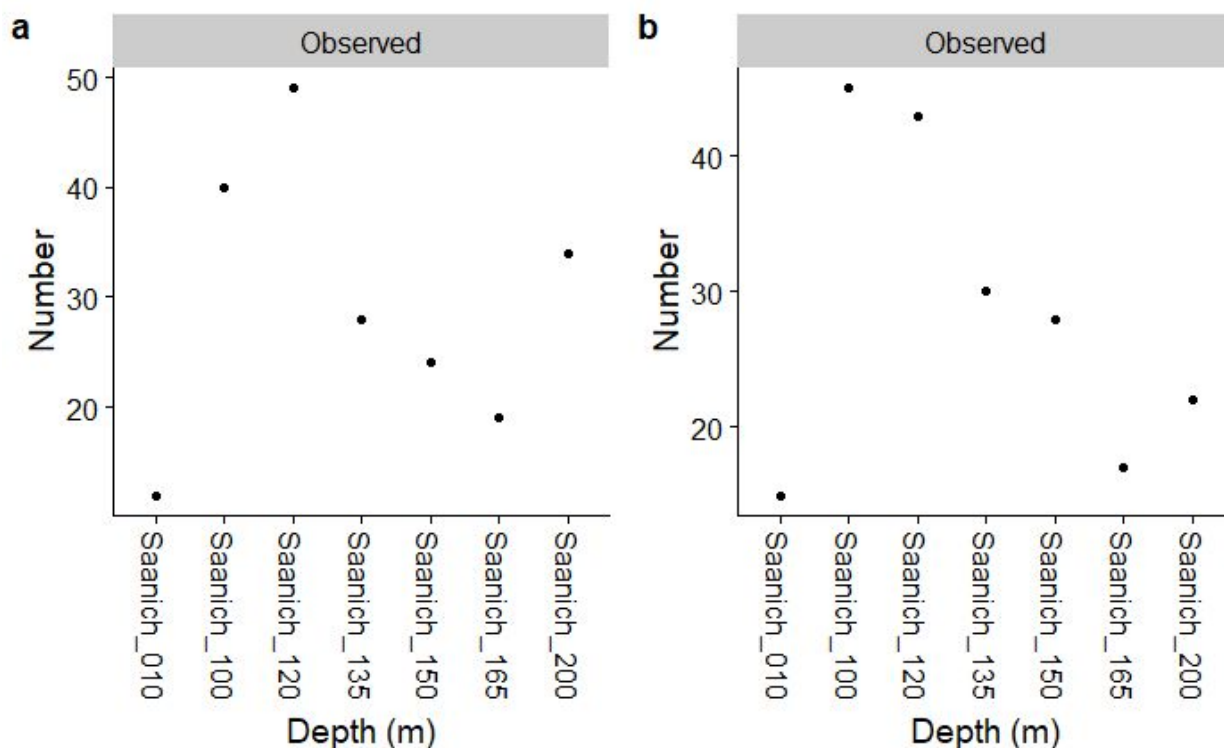 a
Observed
50
40
30
20
Number
Saanich_010
Saanich_100
Saanich_120
Saanich_135
Saanich_150
Saanich_165
Saanich_200
Depth (m)
b
Observed
40
30
20
Number
Saanich_010
Saanich_100
Saanich_120
Saanich_135
Saanich_150
Saanich_165
Saanich_200
Depth (m)